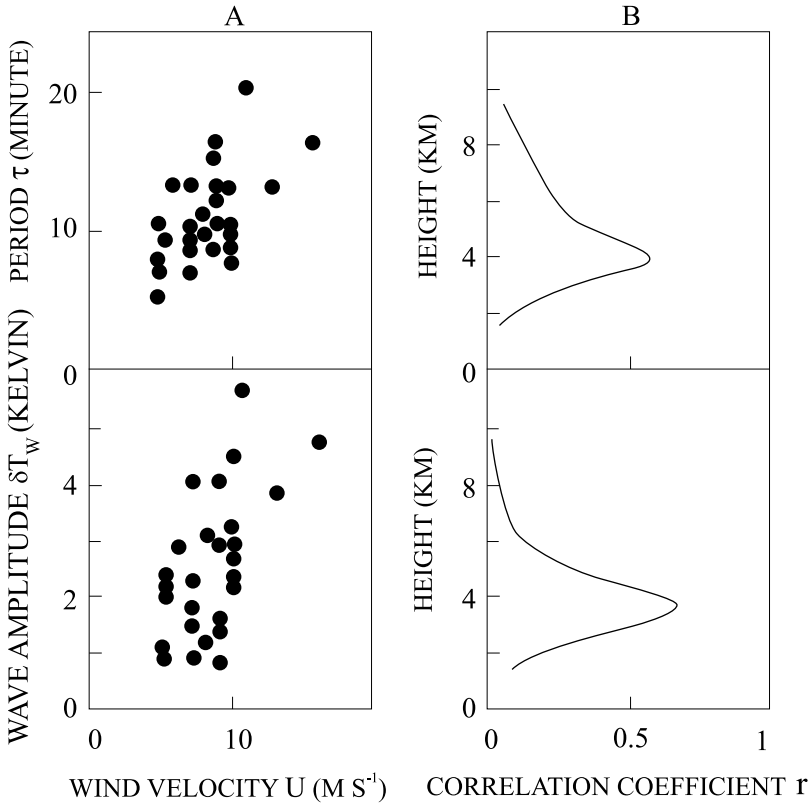 A
B
PERIOD τ (MINUTE)
20
10
0
HEIGHT (KM)
8
4
0
WAVE AMPLITUDE δT_W (KELVIN)
4
2
0
HEIGHT (KM)
8
4
0
0 10
0 0.5 1
WIND VELOCITY U (M S⁻¹)
CORRELATION COEFFICIENT r